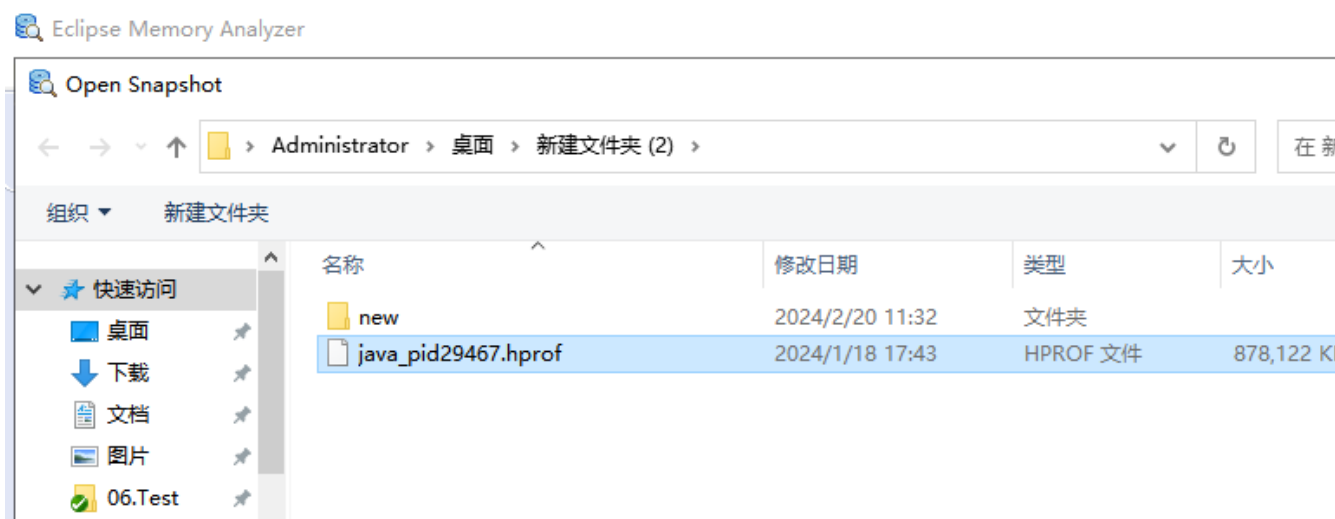 Eclipse Memory Analyzer
Open Snapshot
Administrator 桌面 新建文件夹 (2)
在 新
组织 新建文件夹
名称 修改日期 类型 大小
快速访问
new 2024/2/20 11:32 文件夹
桌面
java_pid29467.hprof 2024/1/18 17:43 HPROF 文件 878,122 K
下载
文档
图片
06.Test